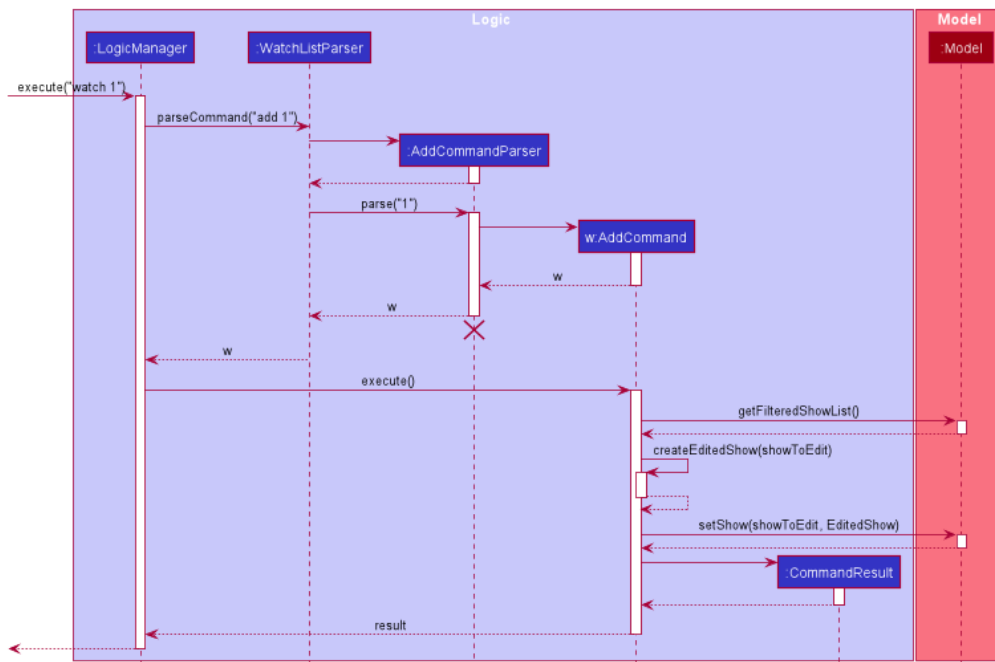 Logic
Model
:LogicManager
:WatchListParser
:Model
execute("watch 1")
parseCommand("add 1")
:AddCommandParser
parse("1")
w:AddCommand
w
w
w
execute()
getFilteredShowList()
createEditedShow(showToEdit)
setShow(showToEdit, EditedShow)
:CommandResult
result